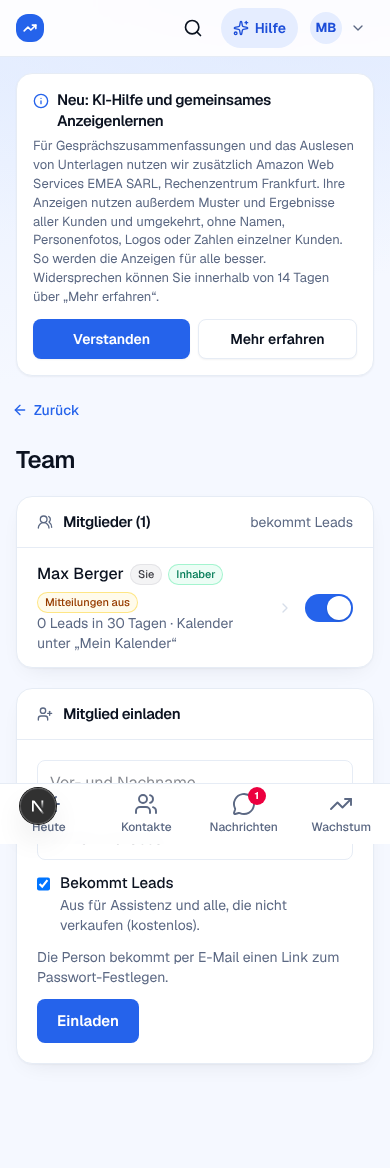 Hilfe
MB
Neu: KI-Hilfe und gemeinsames
Anzeigenlernen
Für Gesprächszusammenfassungen und das Auslesen
von Unterlagen nutzen wir zusätzlich Amazon Web
Services EMEA SARL, Rechenzentrum Frankfurt. Ihre
Anzeigen nutzen außerdem Muster und Ergebnisse
aller Kunden und umgekehrt, ohne Namen,
Personenfotos, Logos oder Zahlen einzelner Kunden.
So werden die Anzeigen für alle besser.
Widersprechen können Sie innerhalb von 14 Tagen
über „Mehr erfahren“.
Verstanden
Mehr erfahren
Zurück
Team
Mitglieder (1)
bekommt Leads
Max Berger Sie Inhaber
Mitteilungen aus
0 Leads in 30 Tagen · Kalender
unter „Mein Kalender“
Mitglied einladen
Vor- und Nachname
N
1
Heute
Kontakte
Nachrichten
Wachstum
Bekommt Leads
Aus für Assistenz und alle, die nicht
verkaufen (kostenlos).
Die Person bekommt per E-Mail einen Link zum
Passwort-Festlegen.
Einladen